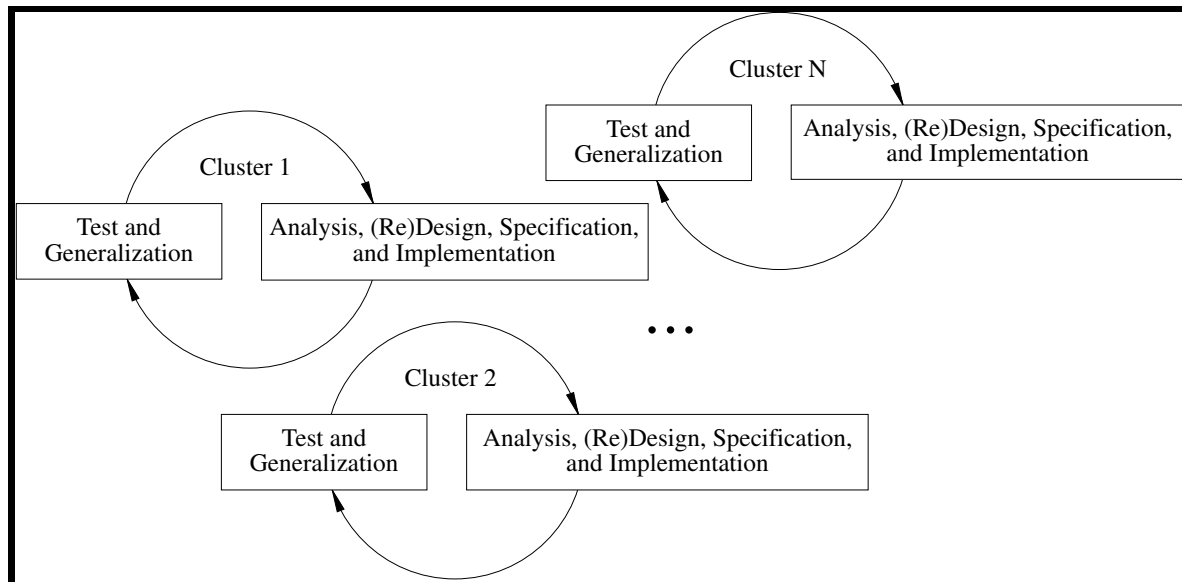 Cluster N
Test and
Generalization
Analysis, (Re)Design, Specification,
and Implementation
Cluster 1
Test and
Generalization
Analysis, (Re)Design, Specification,
and Implementation
...
Cluster 2
Test and
Generalization
Analysis, (Re)Design, Specification,
and Implementation